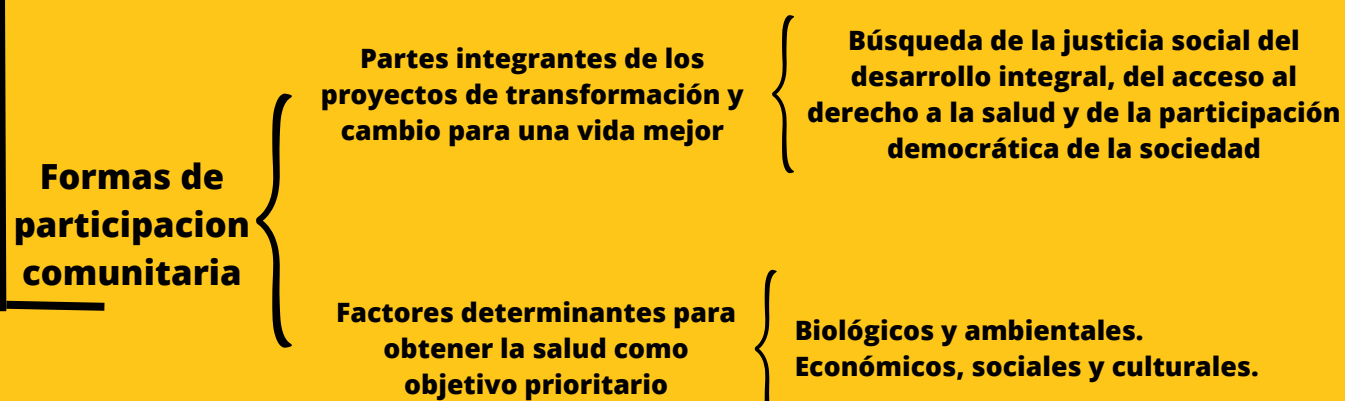 Formas de
participacion
comunitaria
Partes integrantes de los
proyectos de transformación y
cambio para una vida mejor
Búsqueda de la justicia social del
desarrollo integral, del acceso al
derecho a la salud y de la participación
democrática de la sociedad
Factores determinantes para
obtener la salud como
objetivo prioritario
Biológicos y ambientales.
Económicos, sociales y culturales.